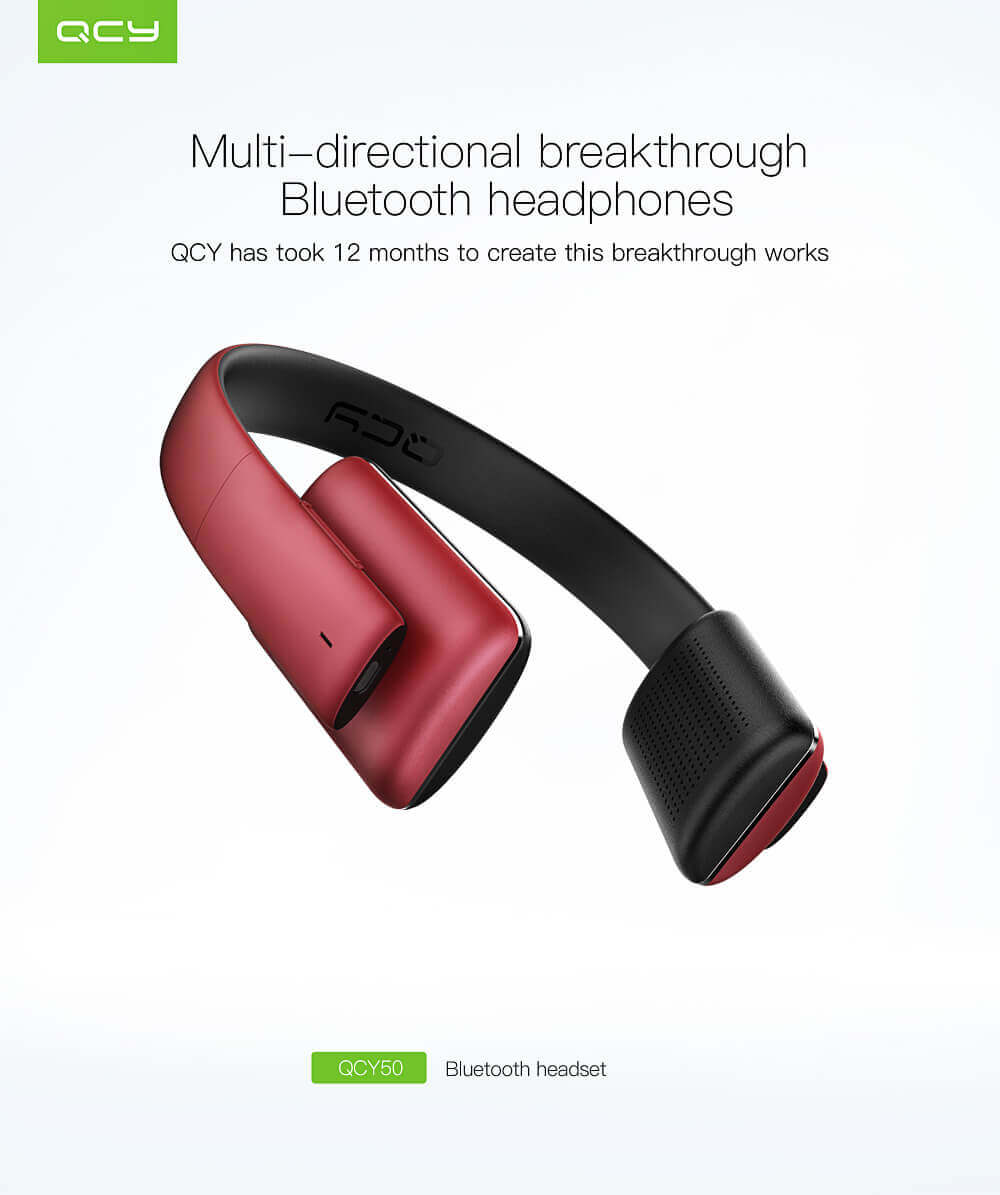 QCY
Multi-directional breakthrough
Bluetooth headphones
QCY has took 12 months to create this breakthrough works
QCY
QCY50 Bluetooth headset